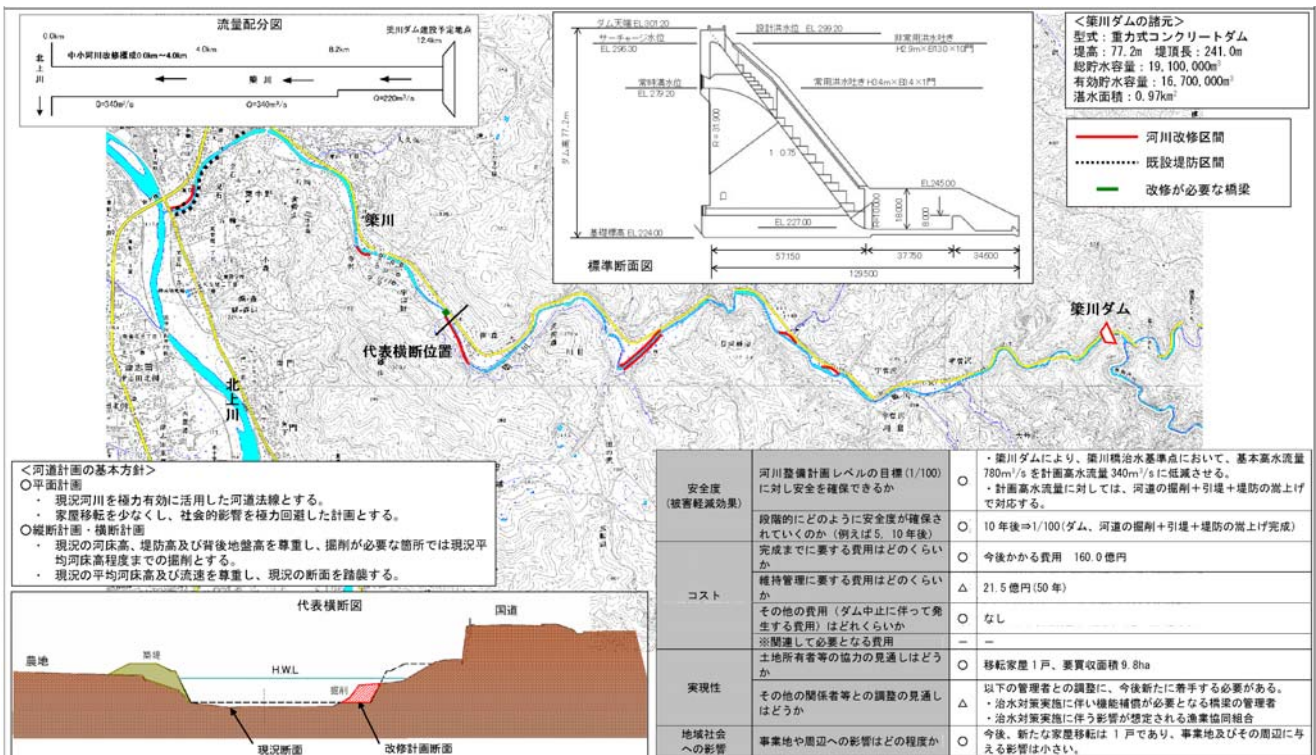 流量配分図
0.0km
4.0km
8.2km
簗川ダム建設予定地点
12.4km
中小河川改修概成0.0km～4.0km
北上川
簗川
Q=340m³/s
Q=340m³/s
Q=220m³/s
ダム天端 EL.301.20
設計洪水位 EL.299.20
サーチャージ水位
EL.296.30
非常用洪水吐き
H2.9m×B13.0×10門
常時満水位
EL.279.20
常用洪水吐き H3.4m×B3.4×1門
ダム高 77.2m
R=31.900
1:0.75
EL.245.00
EL.227.00
基礎標高 EL.224.00
R=10.000
18.000
8.000
57.150
37.750
34.600
129.500
標準断面図
＜簗川ダムの諸元＞
型式：重力式コンクリートダム
堤高：77.2m 堤頂長：241.0m
総貯水容量：19,100,000m³
有効貯水容量：16,700,000m³
湛水面積：0.97km²
河川改修区間
既設堤防区間
改修が必要な橋梁
簗川
代表横断位置
簗川ダム
北上川
＜河道計画の基本方針＞
○平面計画
・ 現況河川を極力有効に活用した河道法線とする。
・ 家屋移転を少なくし、社会的影響を極力回避した計画とする。
○縦断計画・横断計画
・ 現況の河床高、堤防高及び背後地盤高を尊重し、掘削が必要な箇所では現況平
均河床高程度までの掘削とする。
・ 現況の平均河床高及び流速を尊重し、現況の断面を踏襲する。
代表横断図
国道
農地
築堤
H.W.L
掘削
現況断面
改修計画断面
安全度
（被害軽減効果）
河川整備計画レベルの目標(1/100)
に対し安全を確保できるか
○
・簗川ダムにより、簗川橋治水基準点において、基本高水流量
780m³/sを計画高水流量340m³/sに低減させる。
・計画高水流量に対しては、河道の掘削＋引堤＋堤防の嵩上げ
で対応する。
段階的にどのように安全度が確保さ
れていくのか（例えば5, 10年後）
○
10年後⇒1/100(ダム、河道の掘削＋引堤＋堤防の嵩上げ完成)
コスト
完成までに要する費用はどのくらい
か
○
今後かかる費用 160.0億円
維持管理に要する費用はどのくらい
か
△
21.5億円(50年)
その他の費用（ダム中止に伴って発
生する費用）はどれくらいか
○
なし
※関連して必要となる費用
－
－
実現性
土地所有者等の協力の見通しはどう
か
○
移転家屋1戸、要買収面積9.8ha
その他の関係者等との調整の見通し
はどうか
△
以下の管理者との調整に、今後新たに着手する必要がある。
・治水対策実施に伴い機能補償が必要となる橋梁の管理者
・治水対策実施に伴う影響が想定される漁業協同組合
地域社会
への影響
事業地や周辺への影響はどの程度か
○
今後、新たな家屋移転は1戸であり、事業地及びその周辺に与
える影響は小さい。